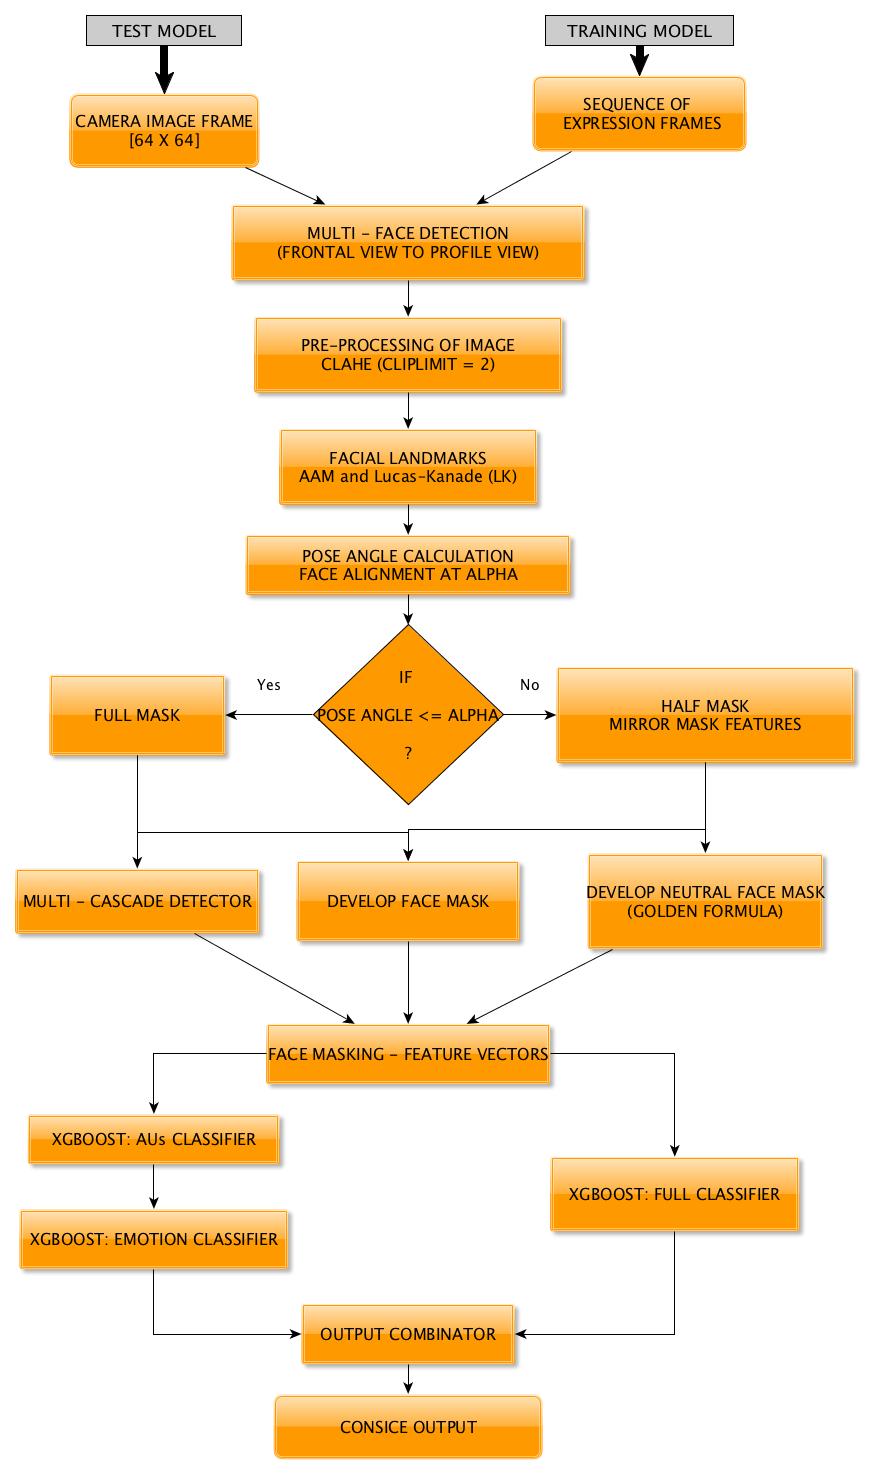 TEST MODEL
TRAINING MODEL
CAMERA IMAGE FRAME
[64 X 64]
SEQUENCE OF
EXPRESSION FRAMES
MULTI - FACE DETECTION
(FRONTAL VIEW TO PROFILE VIEW)
PRE-PROCESSING OF IMAGE
CLAHE (CLIPLIMIT = 2)
FACIAL LANDMARKS
AAM and Lucas-Kanade (LK)
POSE ANGLE CALCULATION
FACE ALIGNMENT AT ALPHA
IF
POSE ANGLE <= ALPHA
?
Yes
No
FULL MASK
HALF MASK
MIRROR MASK FEATURES
MULTI - CASCADE DETECTOR
DEVELOP FACE MASK
DEVELOP NEUTRAL FACE MASK
(GOLDEN FORMULA)
FACE MASKING - FEATURE VECTORS
XGBOOST: AUs CLASSIFIER
XGBOOST: FULL CLASSIFIER
XGBOOST: EMOTION CLASSIFIER
OUTPUT COMBINATOR
CONSICE OUTPUT